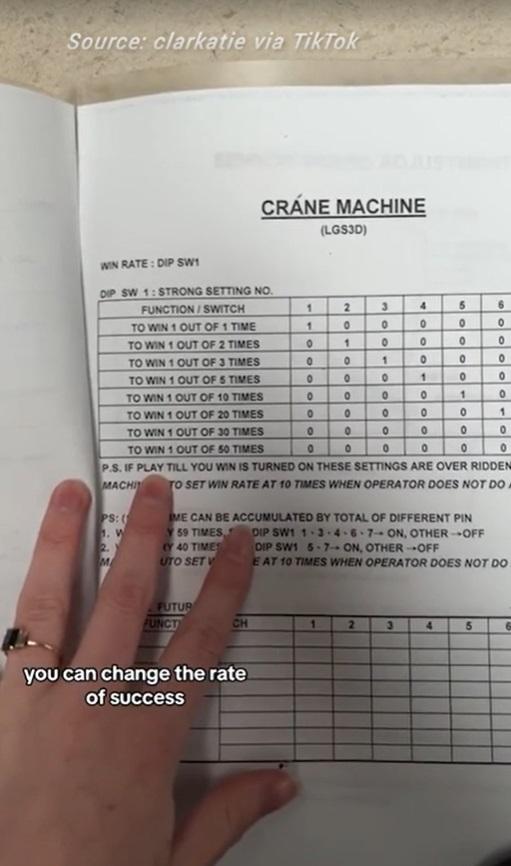 Source: clarkatie via TikTok
CRANE MACHINE
(LGS3D)
WIN RATE : DIP SW1
DIP SW 1 : STRONG SETTING NO.
FUNCTION / SWITCH 1 2 3 4 5 6
TO WIN 1 OUT OF 1 TIME 1 0 0 0 0 0
TO WIN 1 OUT OF 2 TIMES 0 1 0 0 0 0
TO WIN 1 OUT OF 3 TIMES 0 0 1 0 0 0
TO WIN 1 OUT OF 5 TIMES 0 0 0 1 0 0
TO WIN 1 OUT OF 10 TIMES 0 0 0 0 1 0
TO WIN 1 OUT OF 20 TIMES 0 0 0 0 0 1
TO WIN 1 OUT OF 30 TIMES 0 0 0 0 0 0
TO WIN 1 OUT OF 50 TIMES 0 0 0 0 0 0
P.S. IF PLAY TILL YOU WIN IS TURNED ON THESE SETTINGS ARE OVER RIDDEN
TO SET WIN RATE AT 10 TIMES WHEN OPERATOR DOES NOT DO
PS: ME CAN BE ACCUMULATED BY TOTAL OF DIFFERENT PIN
1. 59 TIMES, DIP SW1 1 · 3 · 4 · 6 · 7→ ON, OTHER →OFF
2. 40 TIMES DIP SW1 5 · 7→ ON, OTHER →OFF
AT 10 TIMES WHEN OPERATOR DOES NOT DO
1 2 3 4 5 6
you can change the rate
of success